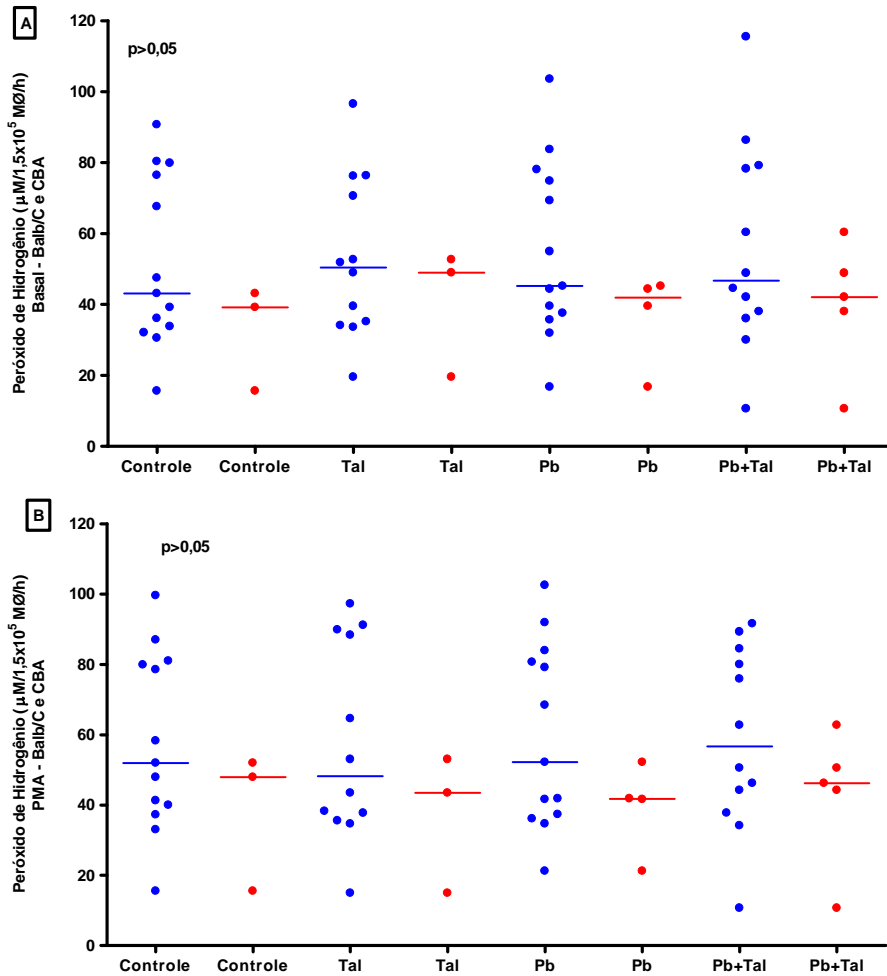 A
p>0,05
Peróxido de Hidrogênio (µM/1,5x10⁵ MØ/h)
Basal - Balb/C e CBA
120
100
80
60
40
20
0
Controle Controle Tal Tal Pb Pb Pb+Tal Pb+Tal
B
p>0,05
Peróxido de Hidrogênio (µM/1,5x10⁵ MØ/h)
PMA - Balb/C e CBA
120
100
80
60
40
20
0
Controle Controle Tal Tal Pb Pb Pb+Tal Pb+Tal